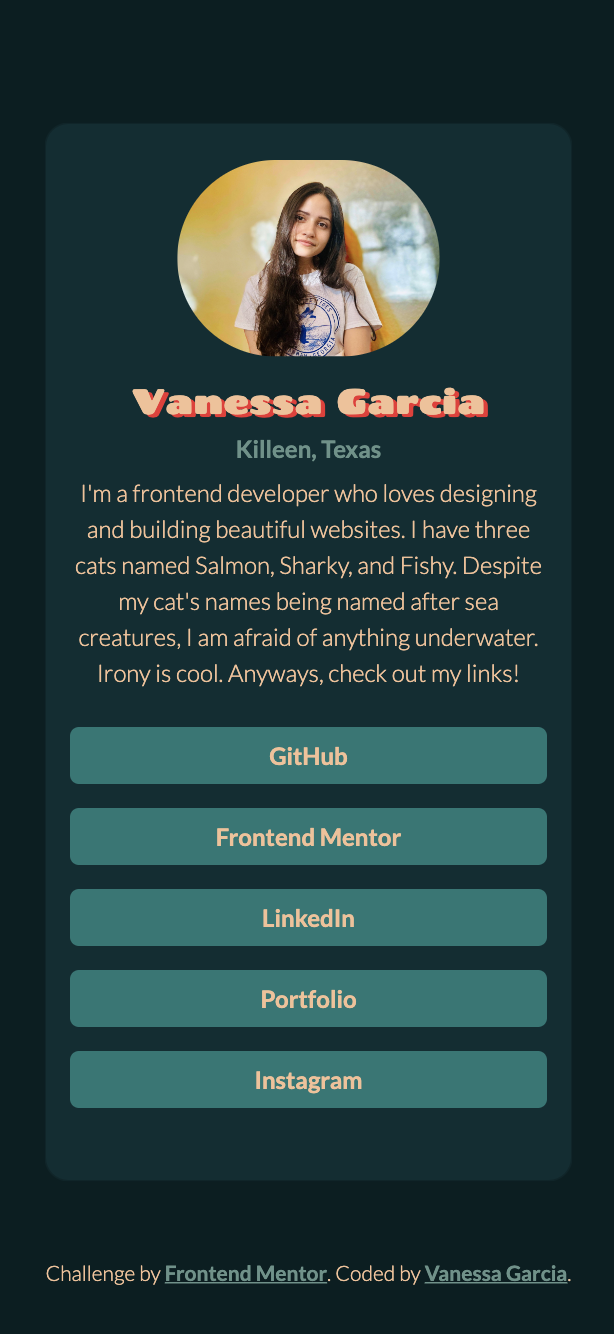 Vanessa Garcia
Killeen, Texas
I'm a frontend developer who loves designing
and building beautiful websites. I have three
cats named Salmon, Sharky, and Fishy. Despite
my cat's names being named after sea
creatures, I am afraid of anything underwater.
Irony is cool. Anyways, check out my links!
GitHub
Frontend Mentor
LinkedIn
Portfolio
Instagram
Challenge by Frontend Mentor. Coded by Vanessa Garcia.